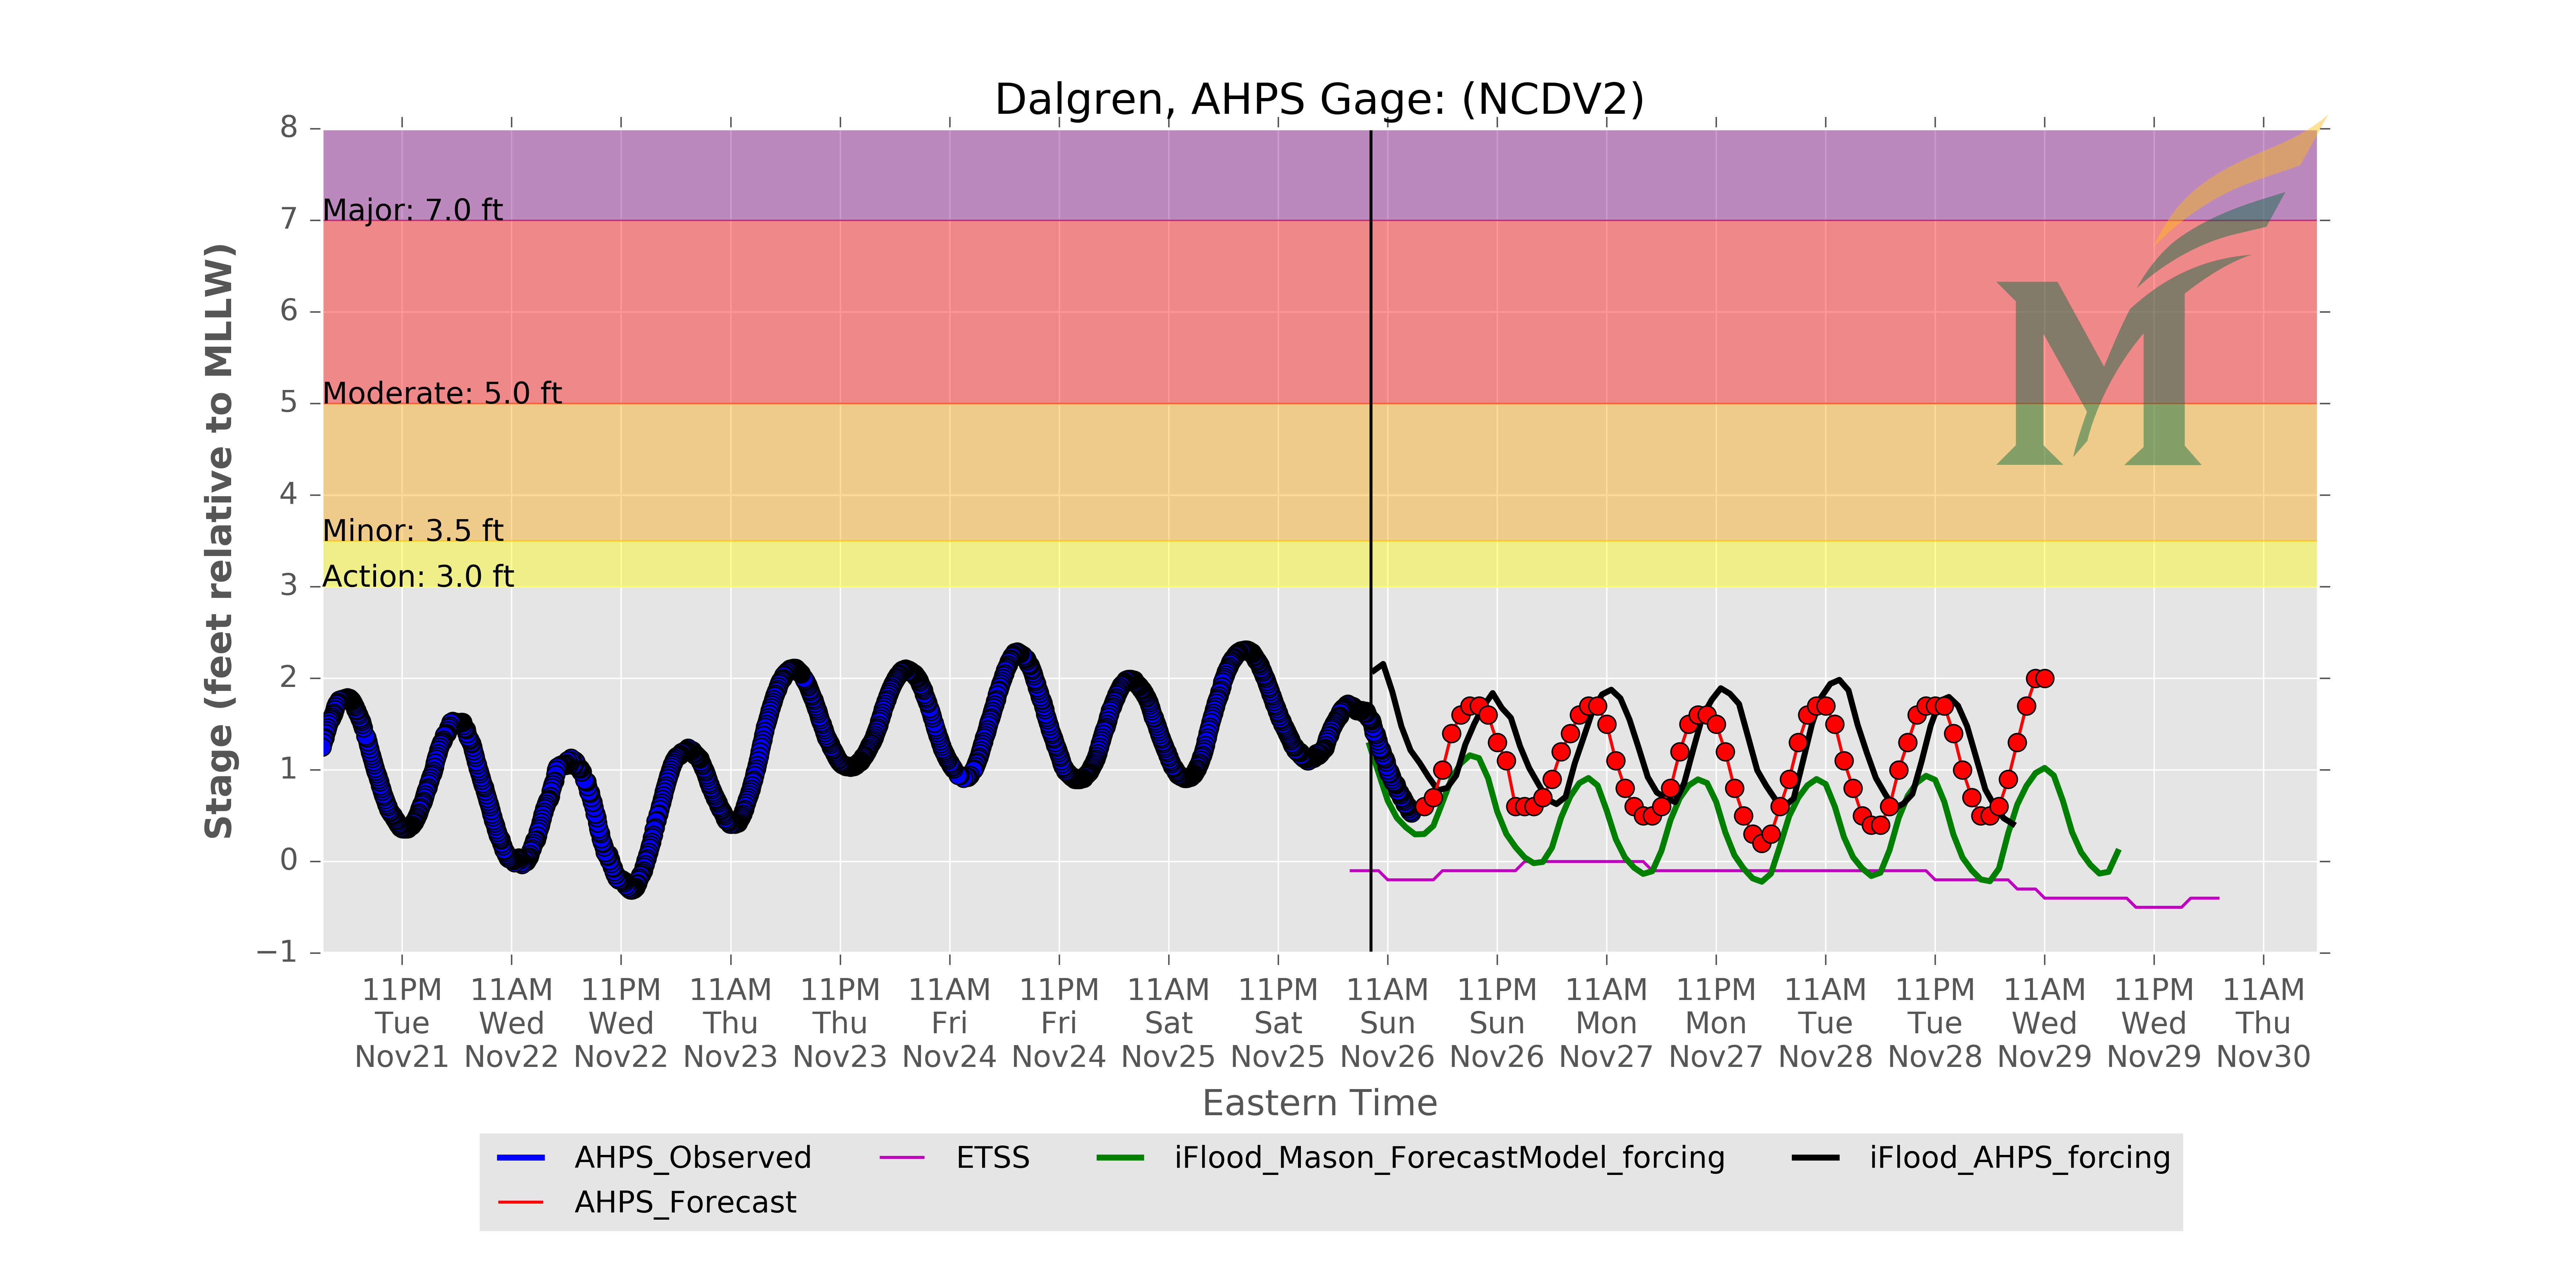 Dalgren, AHPS Gage: (NCDV2)
Stage (feet relative to MLLW)
8
7
6
5
4
3
2
1
0
−1
Major: 7.0 ft
Moderate: 5.0 ft
Minor: 3.5 ft
Action: 3.0 ft
M
11PM 11AM 11PM 11AM 11PM 11AM 11PM 11AM 11PM 11AM 11PM 11AM 11PM 11AM 11PM 11AM 11PM 11AM
Tue Wed Wed Thu Thu Fri Fri Sat Sat Sun Sun Mon Mon Tue Tue Wed Wed Thu
Nov21 Nov22 Nov22 Nov23 Nov23 Nov24 Nov24 Nov25 Nov25 Nov26 Nov26 Nov27 Nov27 Nov28 Nov28 Nov29 Nov29 Nov30
Eastern Time
AHPS_Observed ETSS iFlood_Mason_ForecastModel_forcing iFlood_AHPS_forcing
AHPS_Forecast